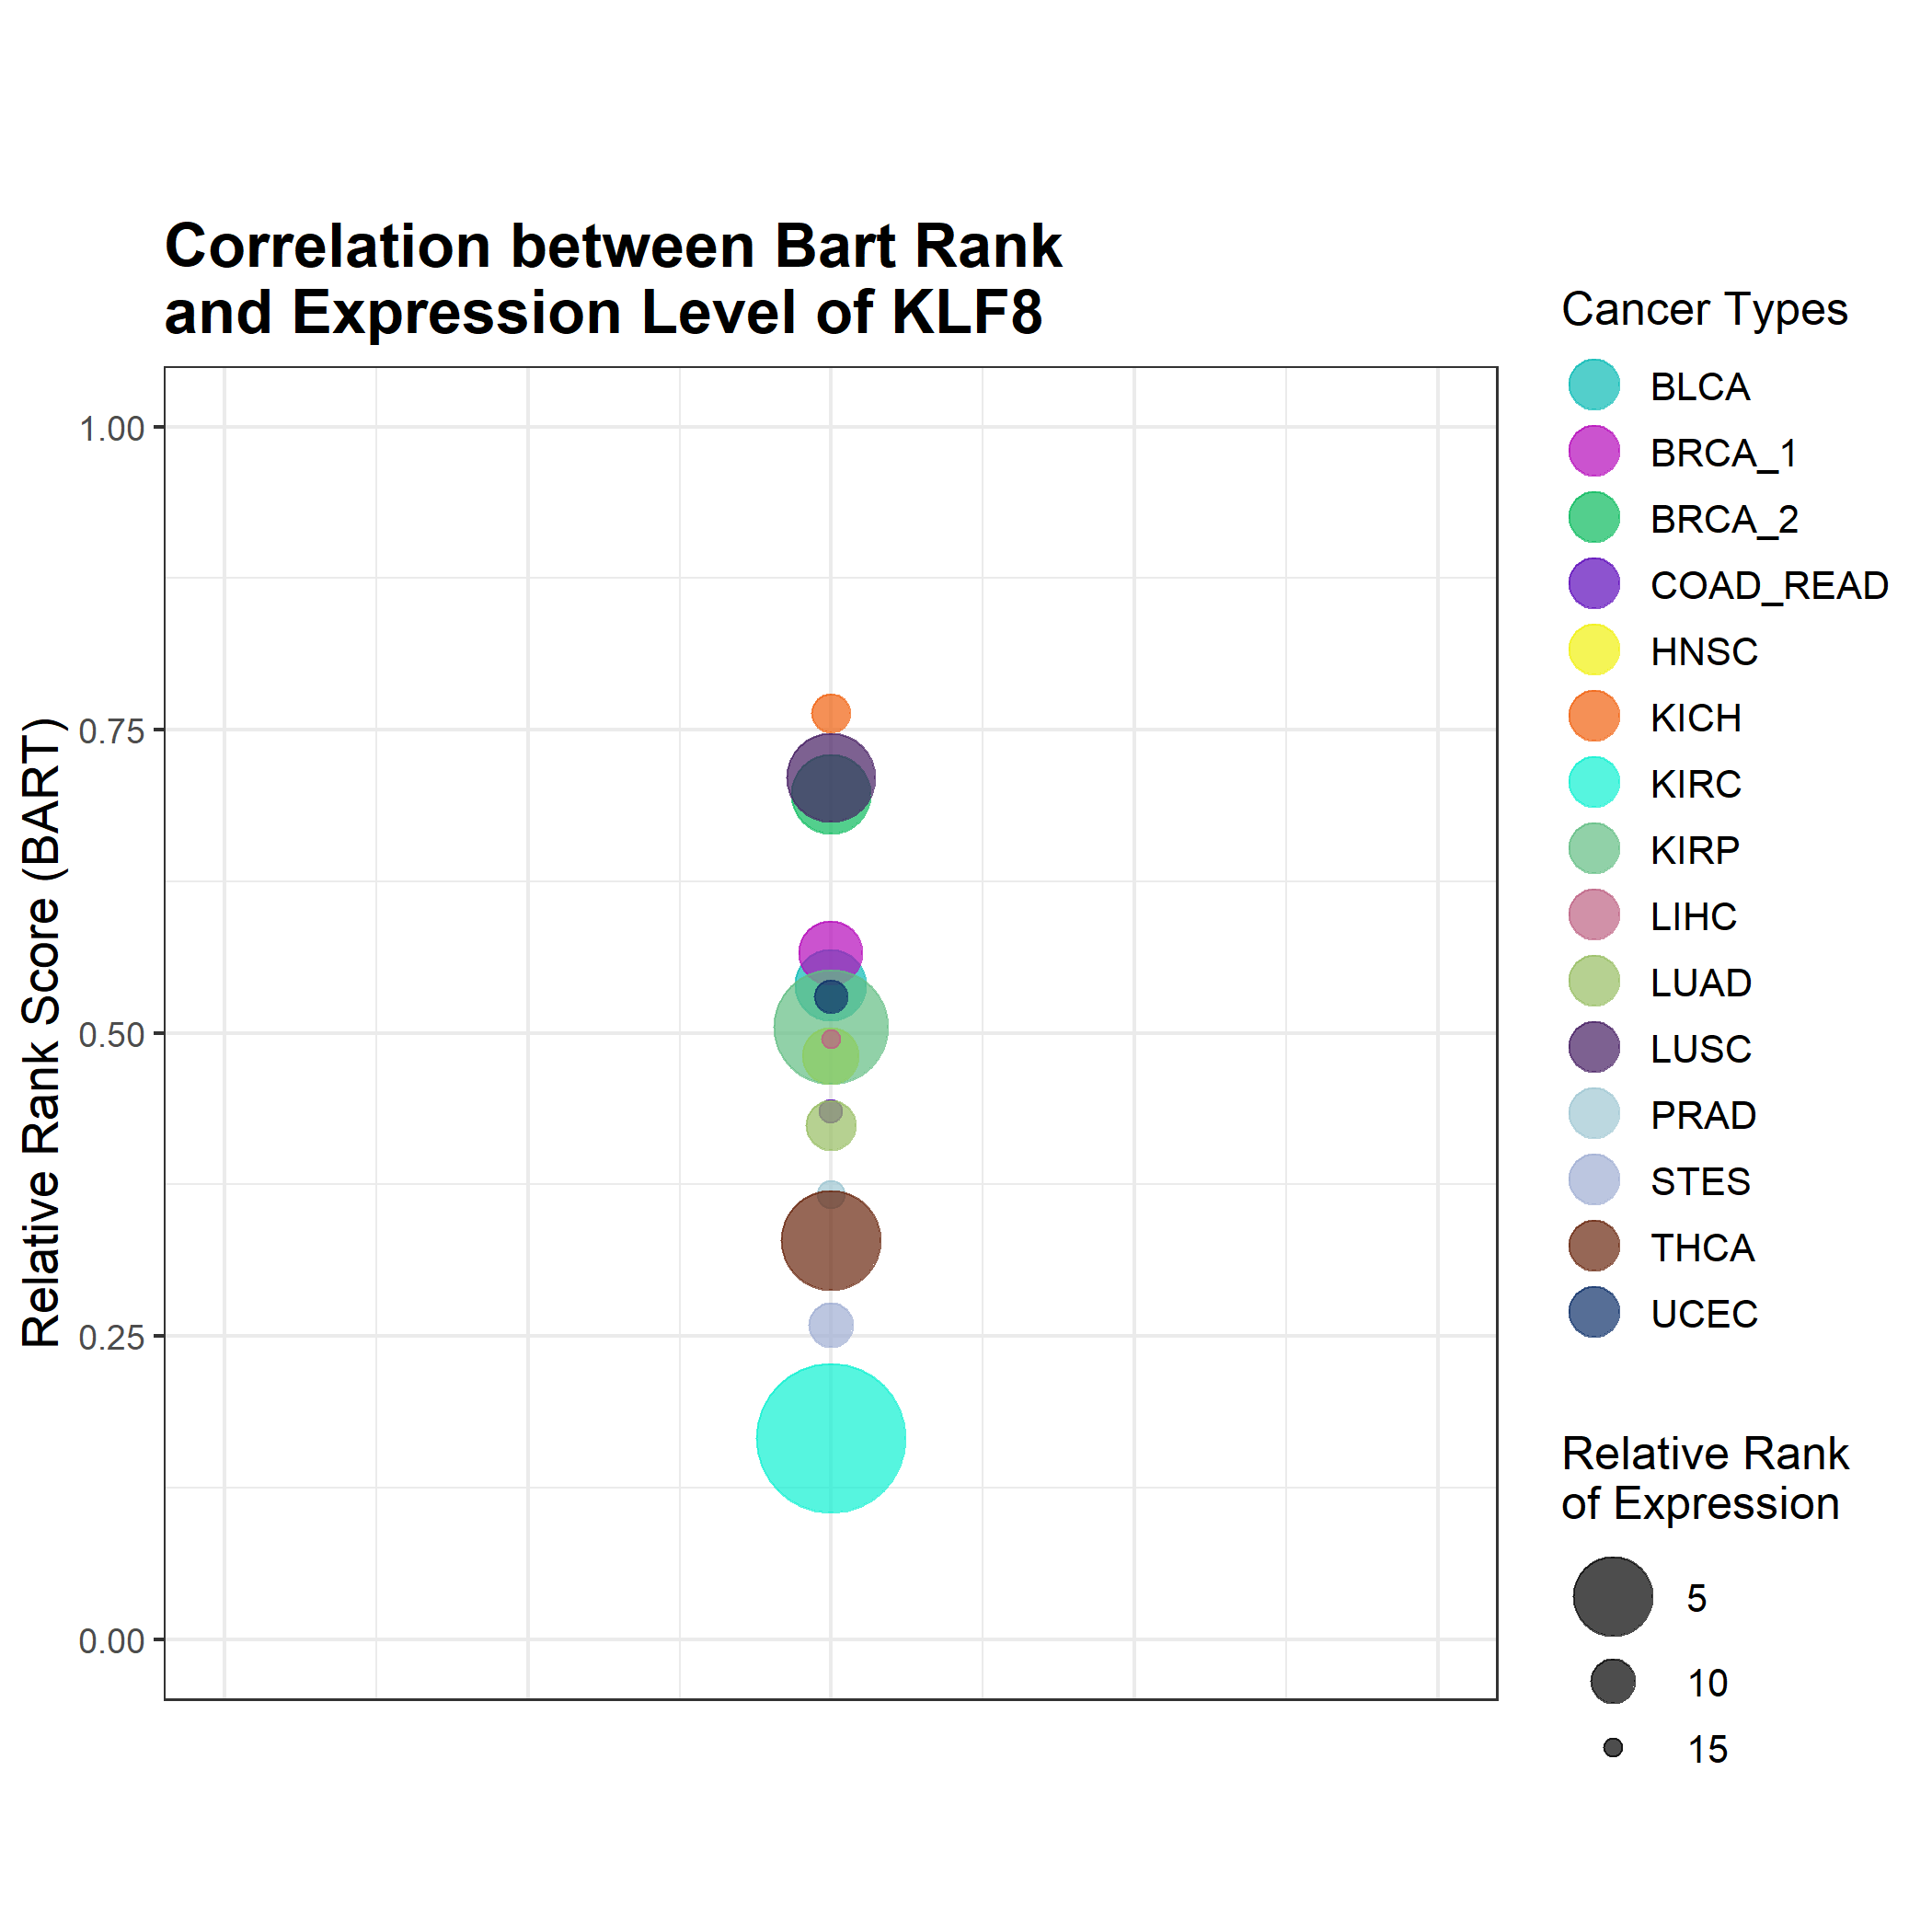 Correlation between Bart Rank
and Expression Level of KLF8
Relative Rank Score (BART)
1.00
0.75
0.50
0.25
0.00
Cancer Types
BLCA
BRCA_1
BRCA_2
COAD_READ
HNSC
KICH
KIRC
KIRP
LIHC
LUAD
LUSC
PRAD
STES
THCA
UCEC
Relative Rank
of Expression
5
10
15